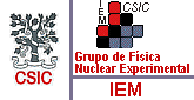 CSIC
IEM
CSIC
Grupo de Física
Nuclear Experimental
IEM